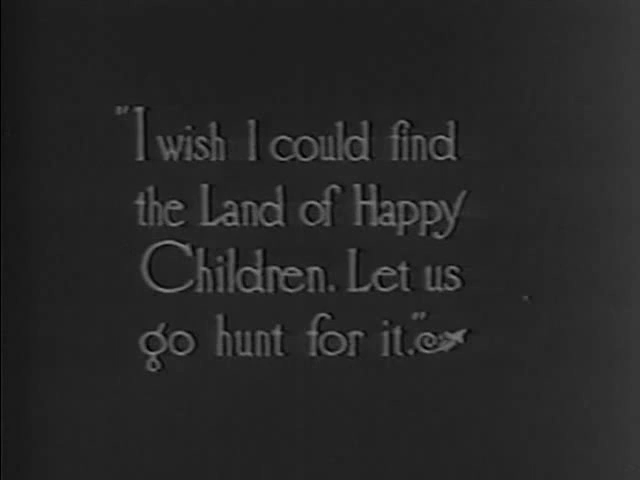 "I wish I could find
the Land of Happy
Children. Let us
go hunt for it."